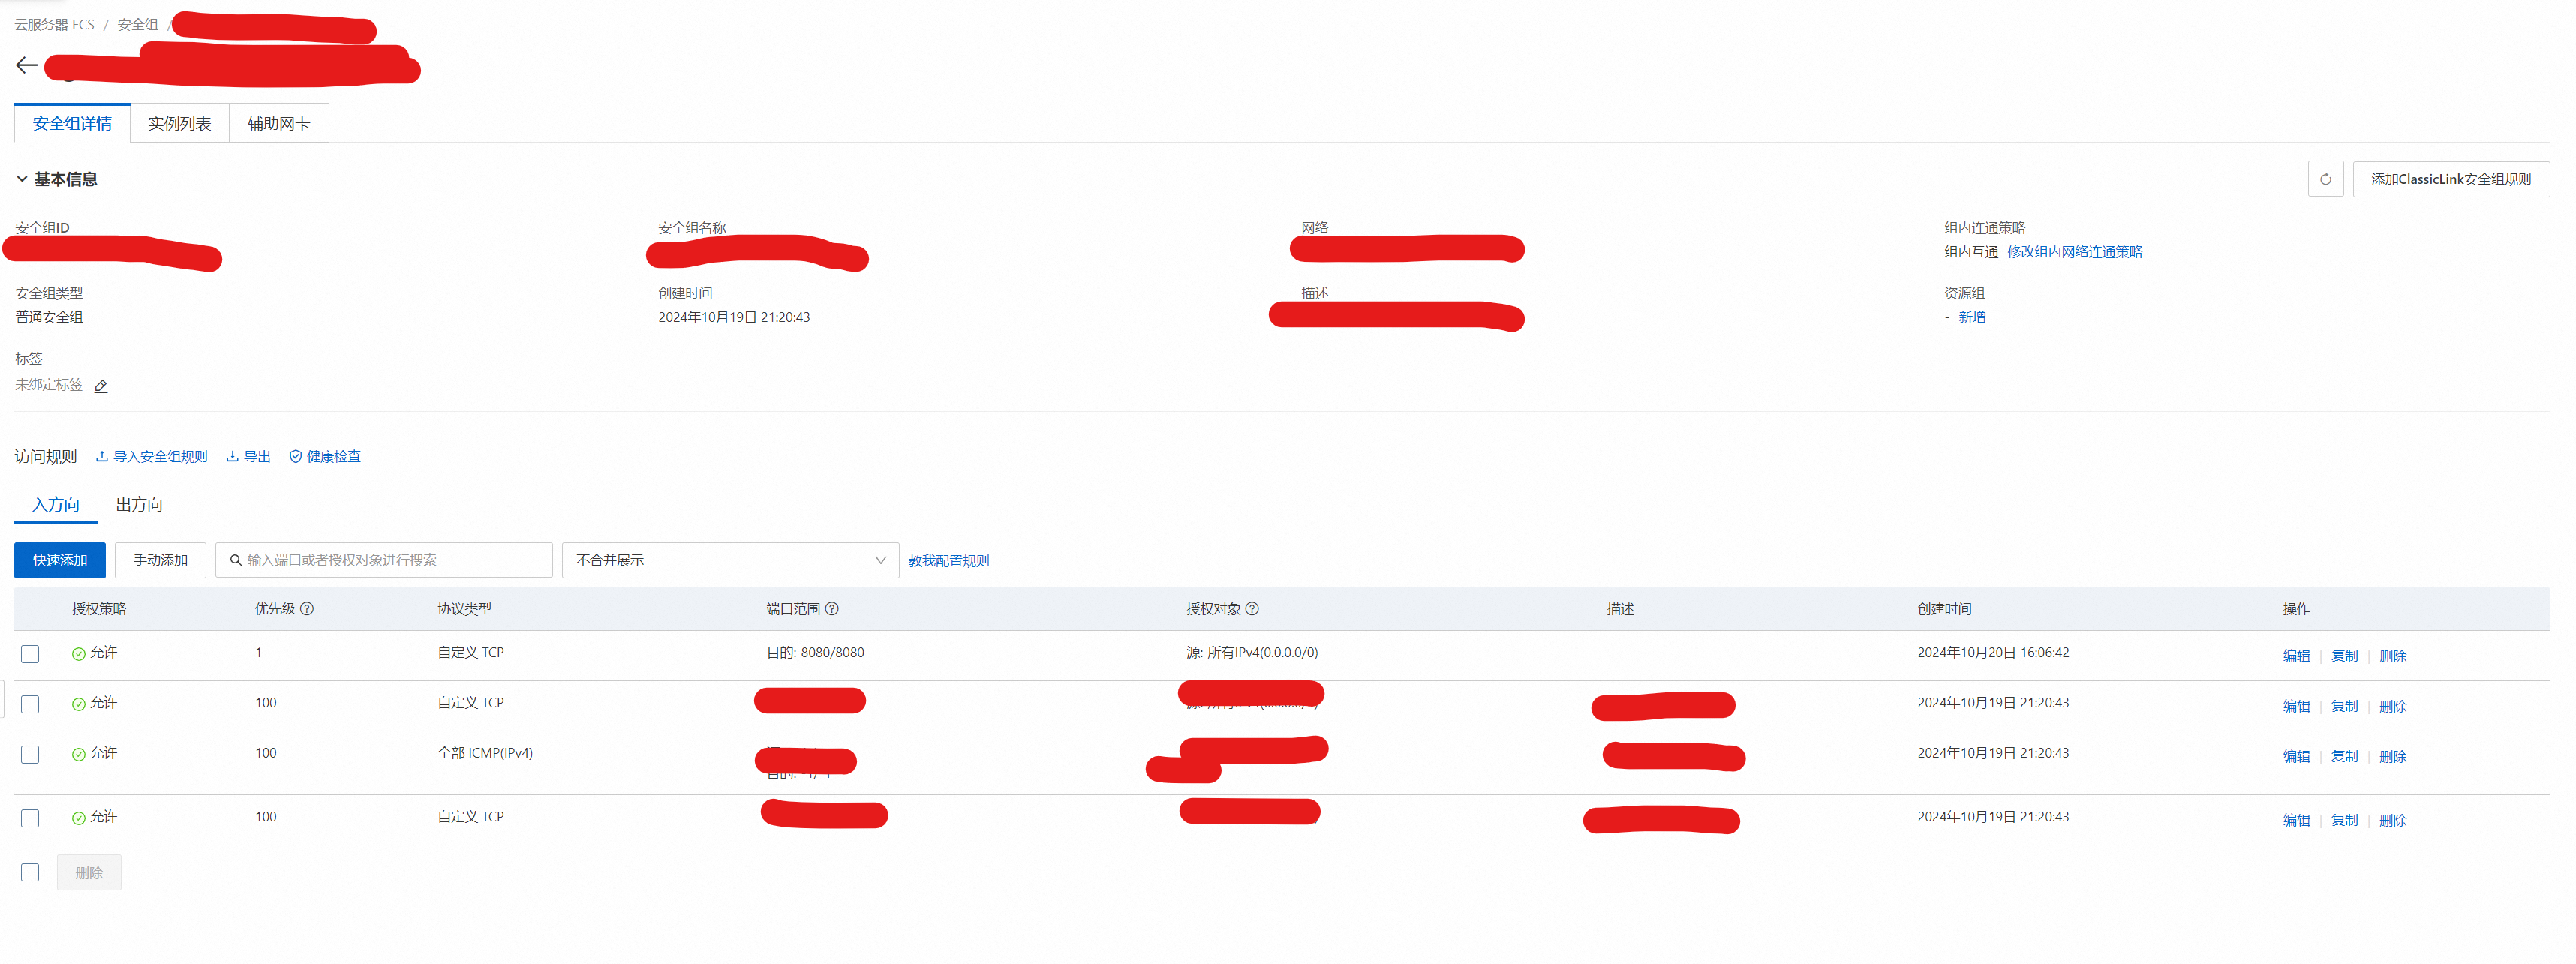 云服务器 ECS / 安全组 /
安全组详情 实例列表 辅助网卡
基本信息 添加ClassicLink安全组规则
安全组ID 安全组名称 网络 组内连通策略
组内互通 修改组内网络连通策略
安全组类型 创建时间 描述 资源组
普通安全组 2024年10月19日 21:20:43 - 新增
标签
未绑定标签
访问规则 导入安全组规则 导出 健康检查
入方向 出方向
快速添加 手动添加 输入端口或者授权对象进行搜索 不合并展示 教我配置规则
授权策略 优先级 协议类型 端口范围 授权对象 描述 创建时间 操作
允许 1 自定义 TCP 目的: 8080/8080 源: 所有IPv4(0.0.0.0/0) 2024年10月20日 16:06:42 编辑 | 复制 | 删除
允许 100 自定义 TCP 2024年10月19日 21:20:43 编辑 | 复制 | 删除
允许 100 全部 ICMP(IPv4) 2024年10月19日 21:20:43 编辑 | 复制 | 删除
允许 100 自定义 TCP 2024年10月19日 21:20:43 编辑 | 复制 | 删除
删除